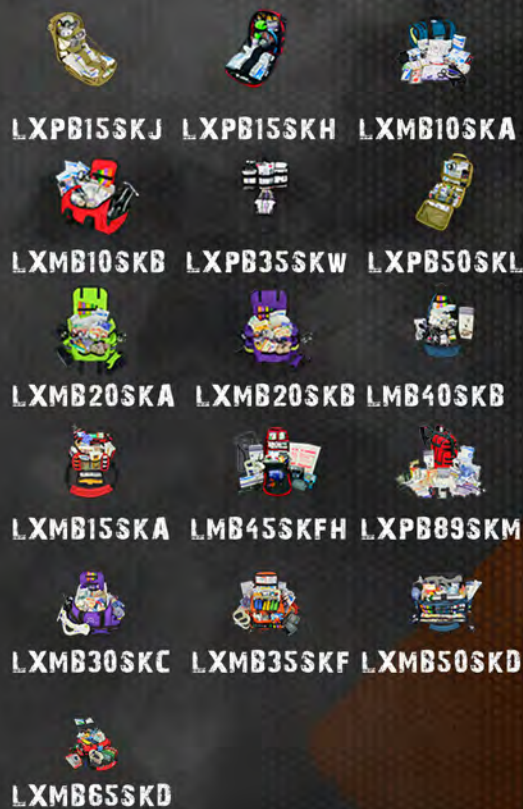 LXPB15SKJ LXPB15SKH LXMB10SKA
LXMB10SKB LXPB35SKW LXPB50SKL
LXMB20SKA LXMB20SKB LMB40SKB
LXMB15SKA LMB45SKFH LXPB89SKM
LXMB30SKC LXMB35SKF LXMB50SKD
LXMB65SKD